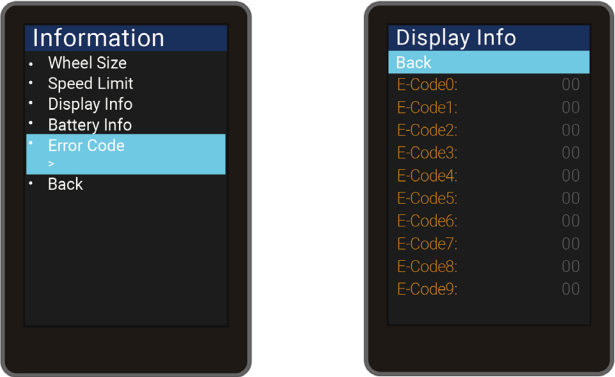 Information
• Wheel Size
• Speed Limit
• Display Info
• Battery Info
• Error Code
>
• Back
Display Info
Back
E-Code0: 00
E-Code1: 00
E-Code2: 00
E-Code3: 00
E-Code4: 00
E-Code5: 00
E-Code6: 00
E-Code7: 00
E-Code8: 00
E-Code9: 00